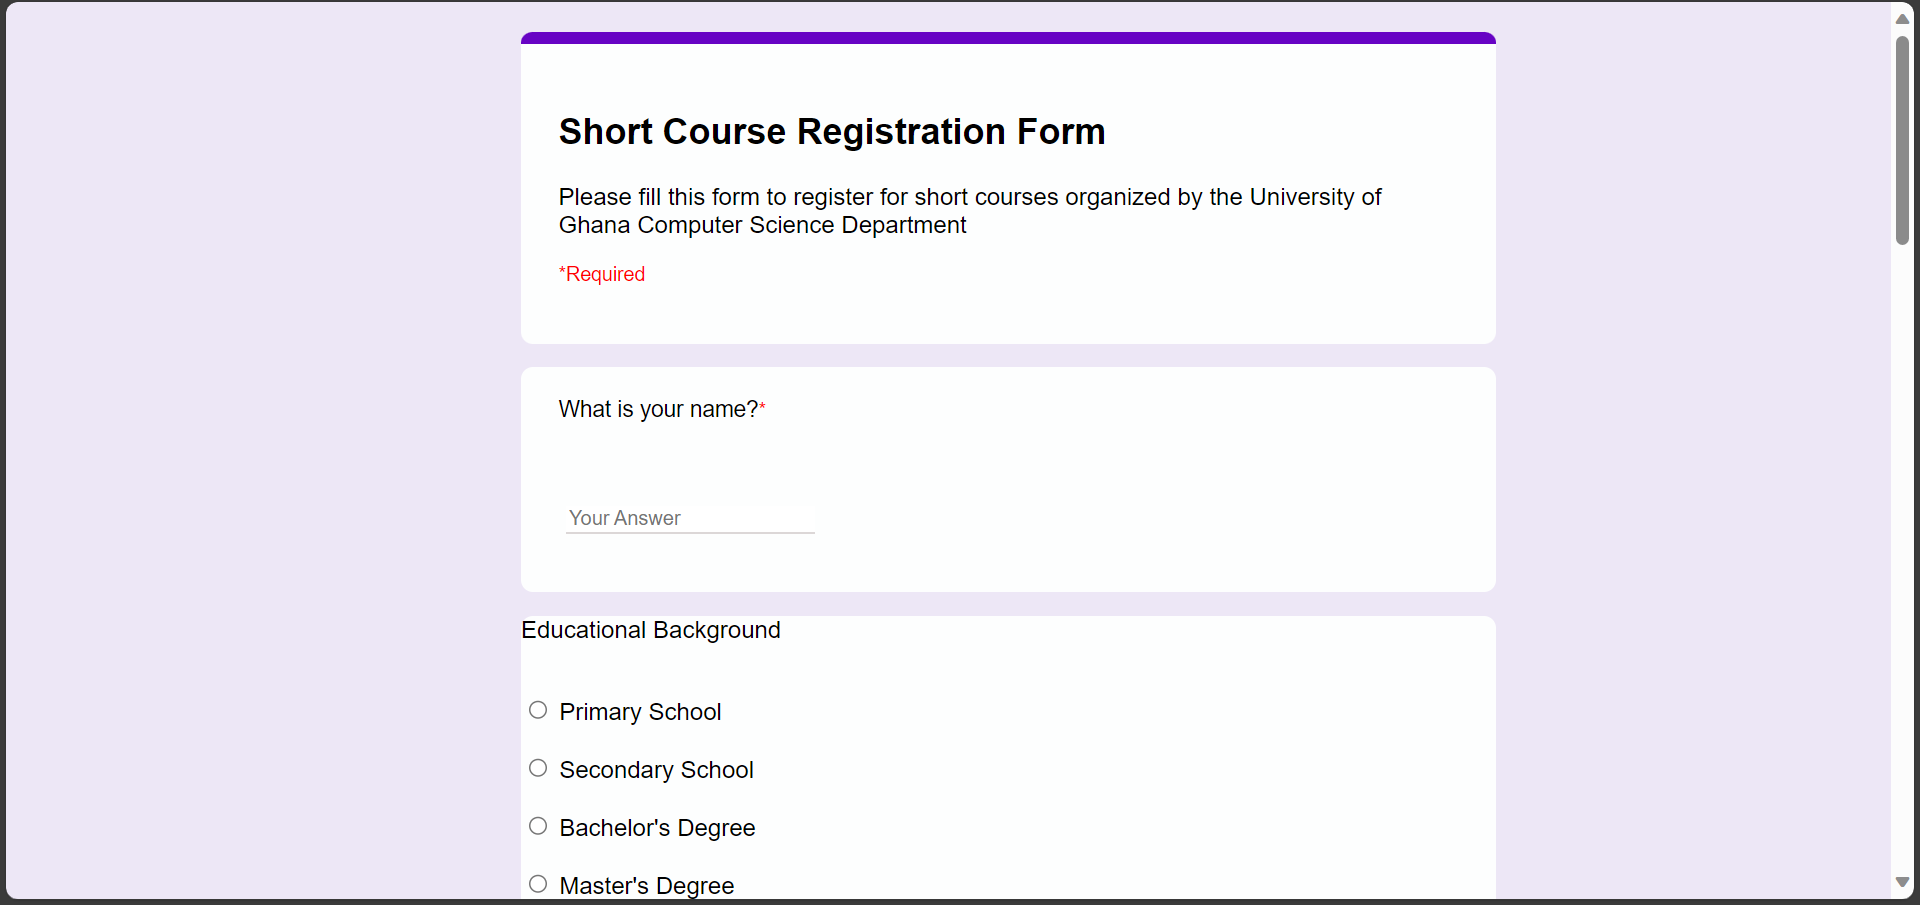 Short Course Registration Form
Please fill this form to register for short courses organized by the University of
Ghana Computer Science Department
*Required
What is your name?*
Your Answer
Educational Background
Primary School
Secondary School
Bachelor's Degree
Master's Degree